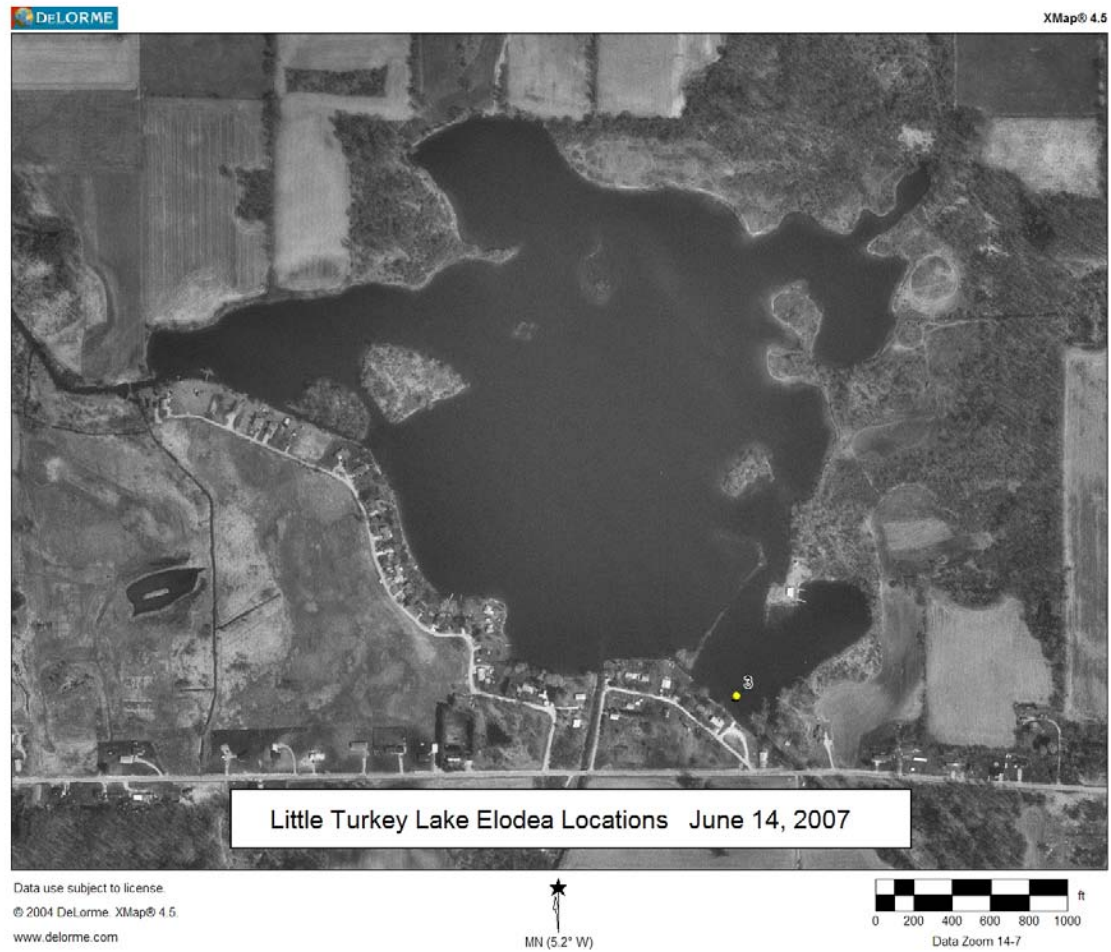 DELORME
XMap® 4.5
3
Little Turkey Lake Elodea Locations June 14, 2007
Data use subject to license.
© 2004 DeLorme. XMap® 4.5.
www.delorme.com
MN (5.2° W)
ft
0 200 400 600 800 1000
Data Zoom 14-7